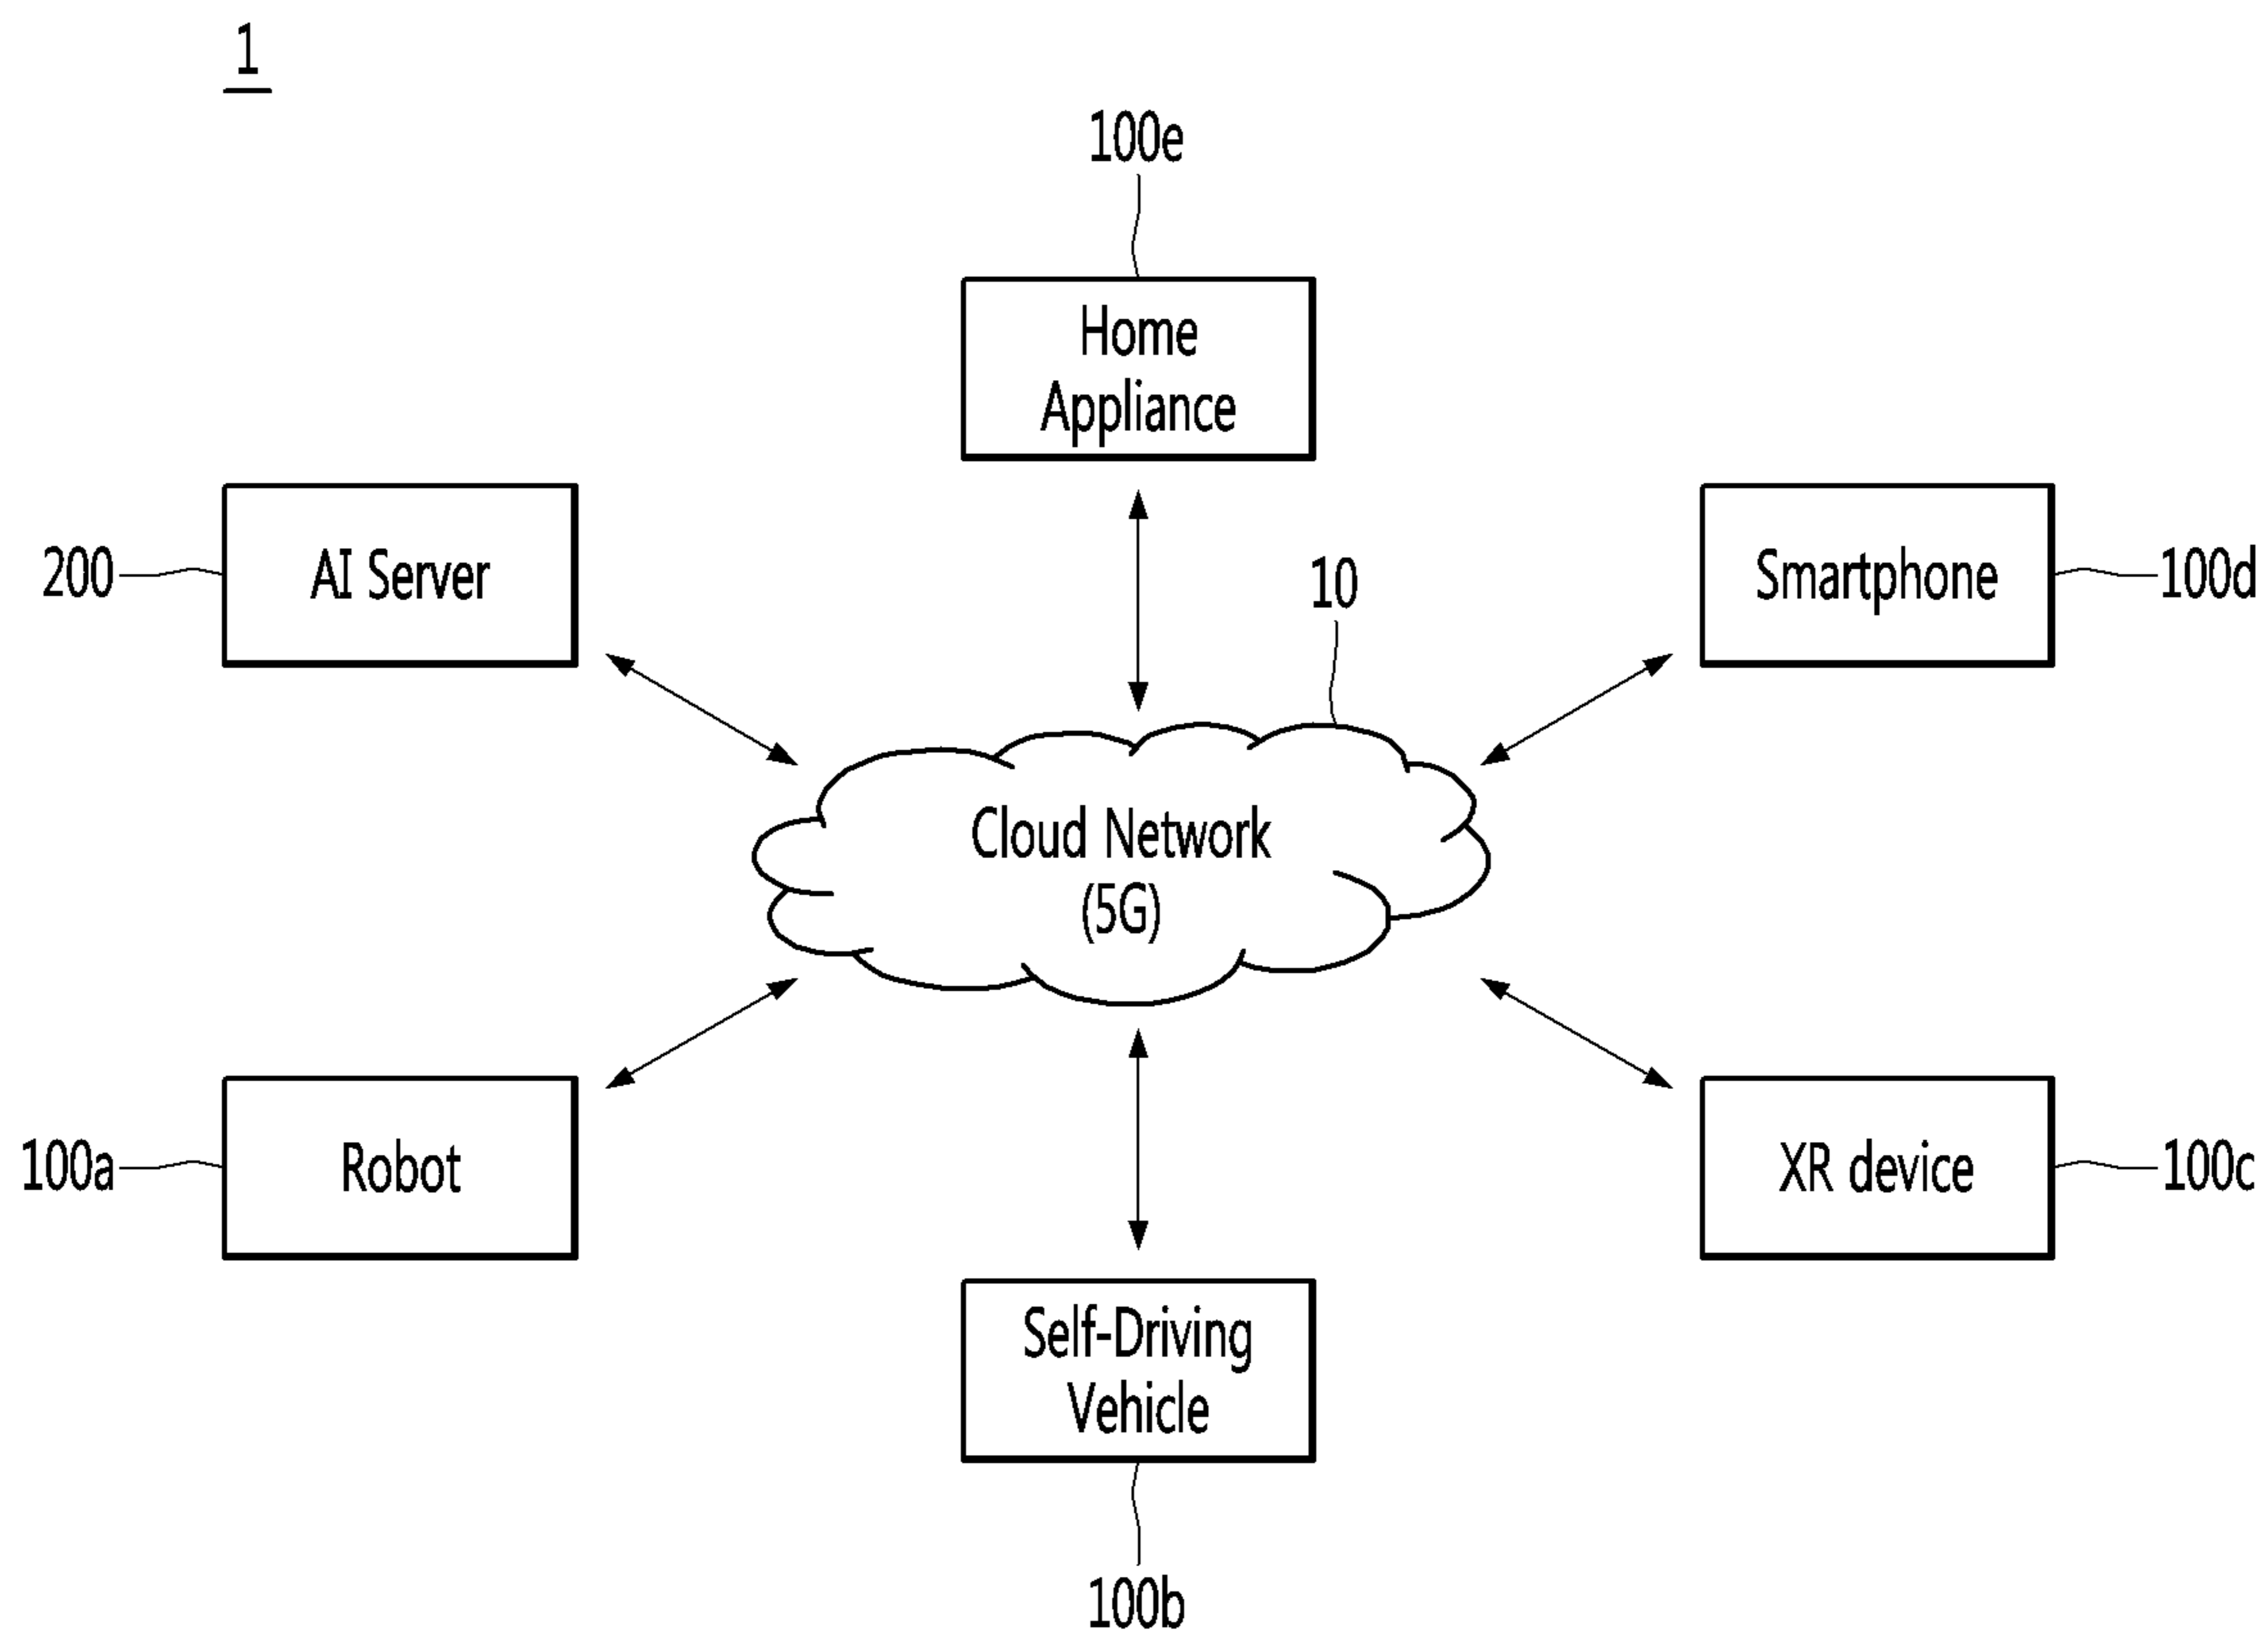 1
100e
Home
Appliance
200
AI Server
10
Smartphone
100d
Cloud Network
(5G)
100a
Robot
XR device
100c
Self-Driving
Vehicle
100b